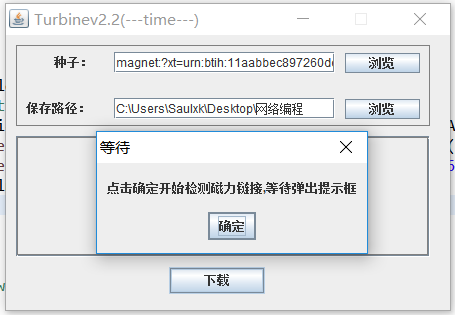 Turbinev2.2(---time---)
种子：
magnet:?xt=urn:btih:11aabbec897260d
浏览
保存路径：
C:\Users\Saulxk\Desktop\网络编程
浏览
等待
点击确定开始检测磁力链接,等待弹出提示框
确定
下载